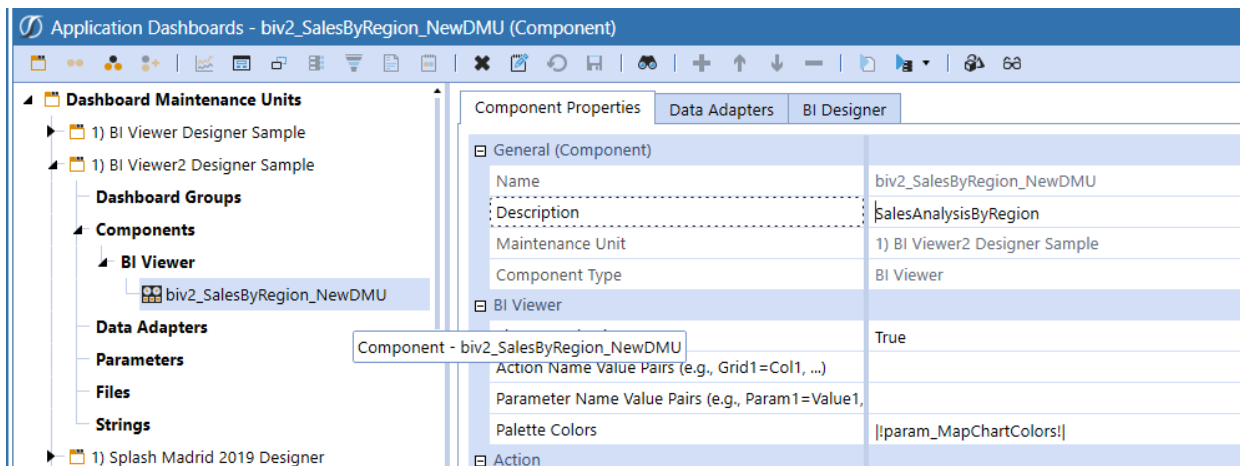 Application Dashboards - biv2_SalesByRegion_NewDMU (Component)
Dashboard Maintenance Units
1) BI Viewer Designer Sample
1) BI Viewer2 Designer Sample
Dashboard Groups
Components
BI Viewer
biv2_SalesByRegion_NewDMU
Data Adapters
Parameters
Files
Strings
1) Splash Madrid 2019 Designer
Component - biv2_SalesByRegion_NewDMU
Component Properties Data Adapters BI Designer
General (Component)
Name biv2_SalesByRegion_NewDMU
Description SalesAnalysisByRegion
Maintenance Unit 1) BI Viewer2 Designer Sample
Component Type BI Viewer
BI Viewer
True
Action Name Value Pairs (e.g., Grid1=Col1, ...)
Parameter Name Value Pairs (e.g., Param1=Value1,
Palette Colors |!param_MapChartColors!|
Action